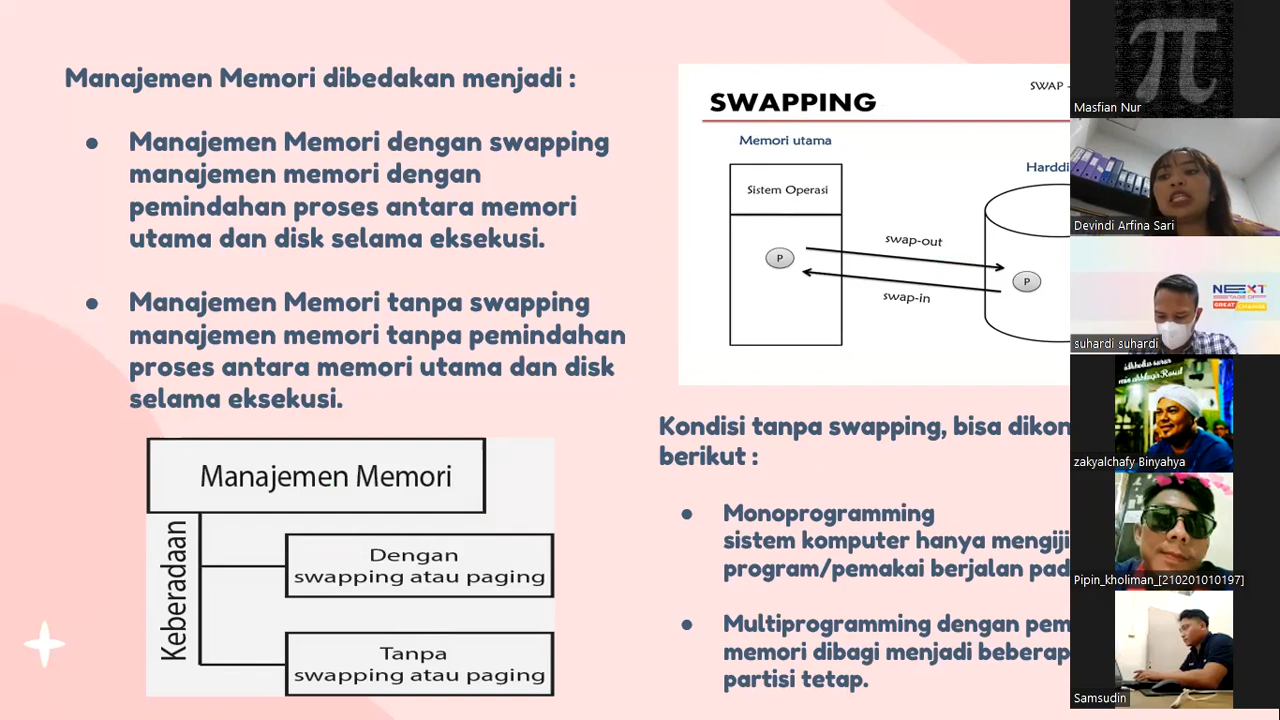 Manajemen Memori dibedakan menjadi :
● Manajemen Memori dengan swapping
manajemen memori dengan
pemindahan proses antara memori
utama dan disk selama eksekusi.
● Manajemen Memori tanpa swapping
manajemen memori tanpa pemindahan
proses antara memori utama dan disk
selama eksekusi.
Manajemen Memori
Keberadaan
Dengan
swapping atau paging
Tanpa
swapping atau paging
SWAP -
SWAPPING
Memori utama
Harddi
Sistem Operasi
P
swap-out
swap-in
P
Kondisi tanpa swapping, bisa dikon
berikut :
● Monoprogramming
sistem komputer hanya mengiji
program/pemakai berjalan pad
● Multiprogramming dengan pem
memori dibagi menjadi beberap
partisi tetap.
Masfian Nur
Devindi Arfina Sari
NEXT
GREAT
suhardi suhardi
zakyalchafy Binyahya
Pipin_kholiman_[210201010197]
Samsudin